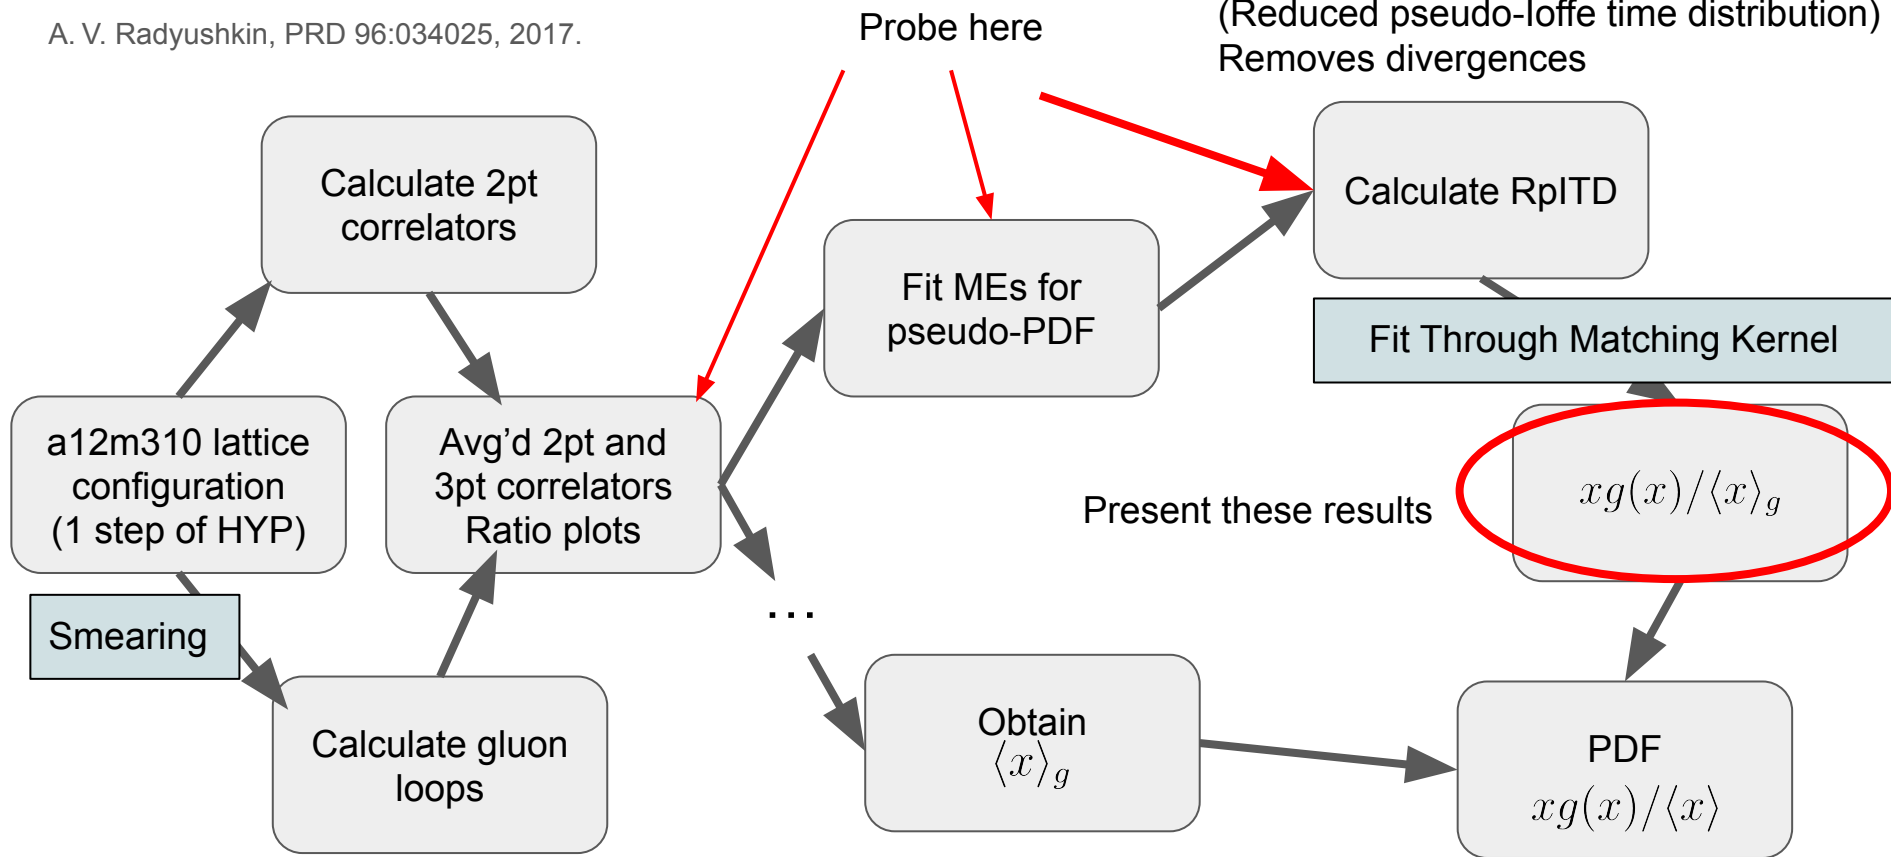 A. V. Radyushkin, PRD 96:034025, 2017.
Probe here
(Reduced pseudo-Ioffe time distribution)
Removes divergences
Calculate 2pt
correlators
Calculate RpITD
Fit MEs for
pseudo-PDF
Fit Through Matching Kernel
a12m310 lattice
configuration
(1 step of HYP)
Avg’d 2pt and
3pt correlators
Ratio plots
Present these results
xg(x)/⟨x⟩_g
Smearing
...
Calculate gluon
loops
Obtain
⟨x⟩_g
PDF
xg(x)/⟨x⟩